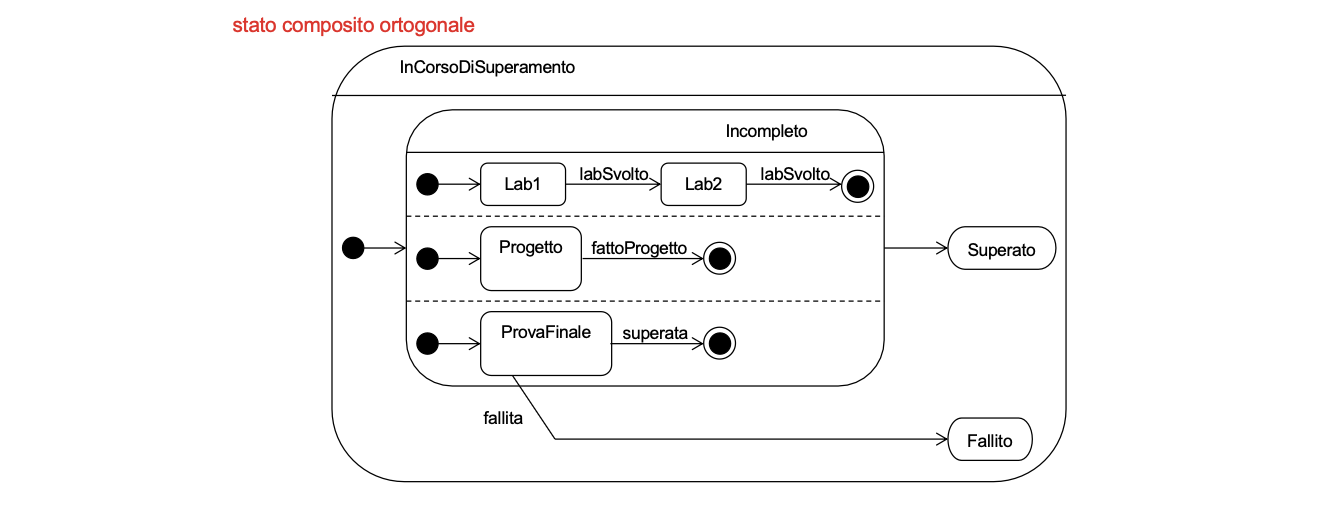 stato composito ortogonale
InCorsoDiSuperamento
Incompleto
Lab1
labSvolto
Lab2
labSvolto
Progetto
fattoProgetto
Superato
ProvaFinale
superata
fallita
Fallito